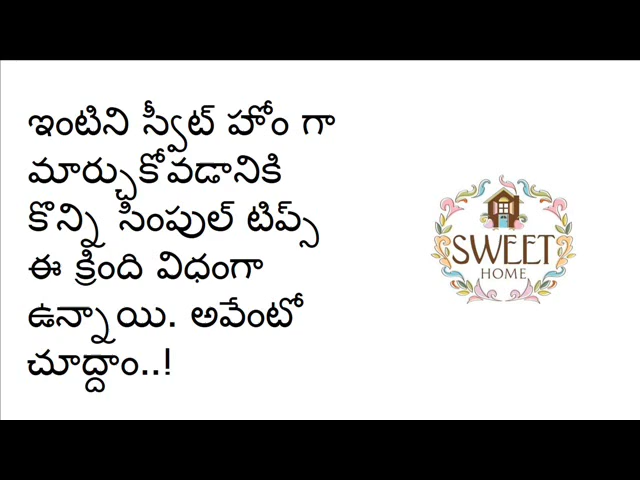 ఇంటిని స్వీట్ హోం గా
మార్చుకోవడానికి
కొన్ని సింపుల్ టిప్స్
ఈ క్రింది విధంగా
ఉన్నాయి. అవేంటో
చూద్దాం..!
SWEET
HOME